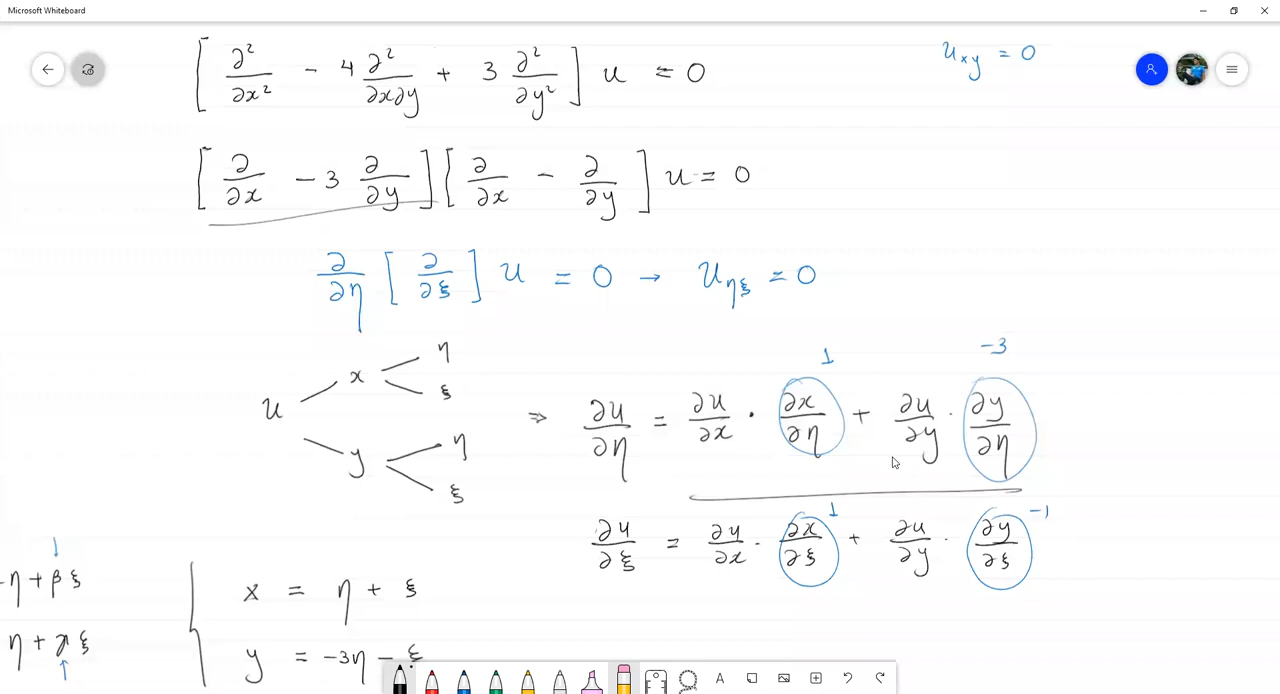 Microsoft Whiteboard
[ ∂²/∂x² - 4 ∂²/∂x∂y + 3 ∂²/∂y² ] u = 0
u_xy = 0
[ ∂/∂x - 3 ∂/∂y ] [ ∂/∂x - ∂/∂y ] u = 0
∂/∂η [ ∂/∂ξ ] u = 0 → u_ηξ = 0
u
x
η
ξ
y
η
ξ
1
-3
⇒ ∂u/∂η = ∂u/∂x · ∂x/∂η + ∂u/∂y · ∂y/∂η
1
-1
∂u/∂ξ = ∂u/∂x · ∂x/∂ξ + ∂u/∂y · ∂y/∂ξ
η + β ξ
x = η + ξ
y = -3η - ξ
A